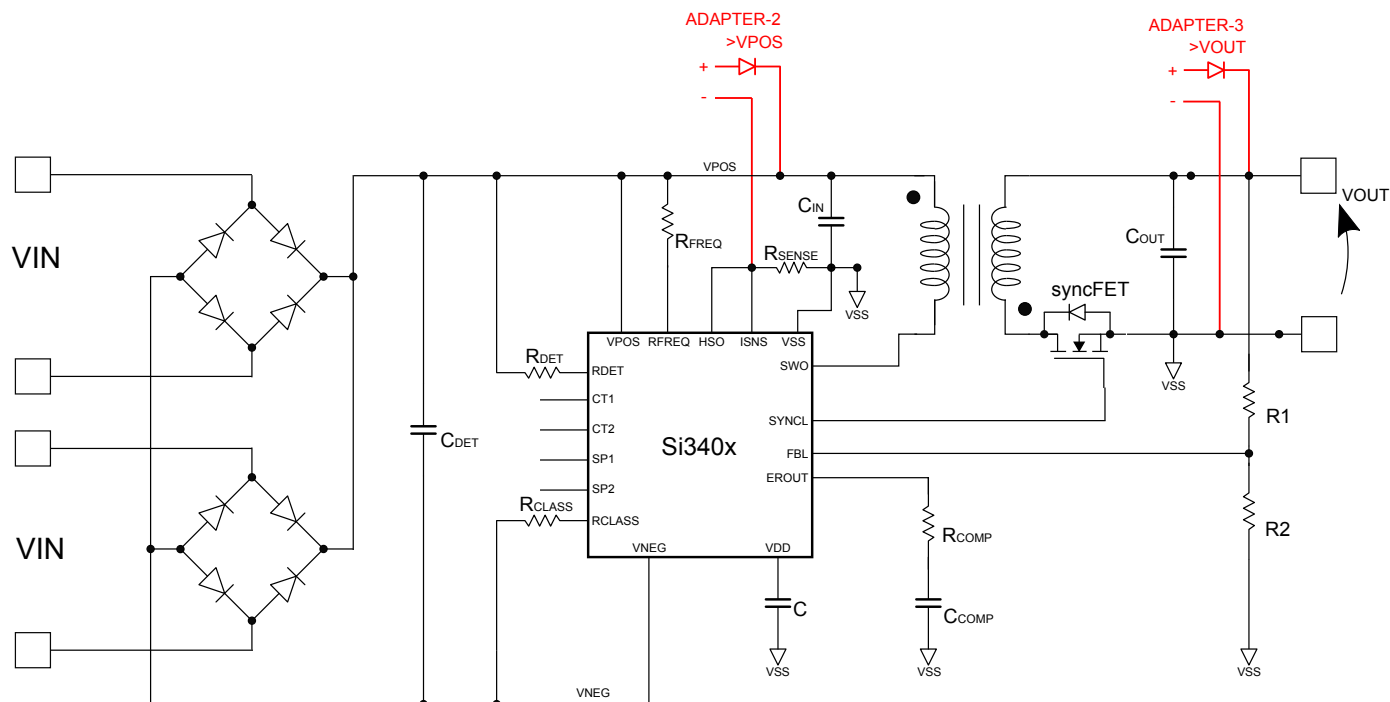 ADAPTER-2
>VPOS
+
-
ADAPTER-3
>VOUT
+
-
VPOS
VIN
RFREQ
CIN
RSENSE
VSS
COUT
VOUT
syncFET
VSS
VPOS
RFREQ
HSO
ISNS
VSS
RDET
RDET
SWO
CT1
CT2
SP1
SP2
RCLASS
RCLASS
SYNCL
FBL
EROUT
Si340x
CDET
R1
R2
VIN
VNEG
VDD
RCOMP
C
CCOMP
VSS
VSS
VSS
VNEG